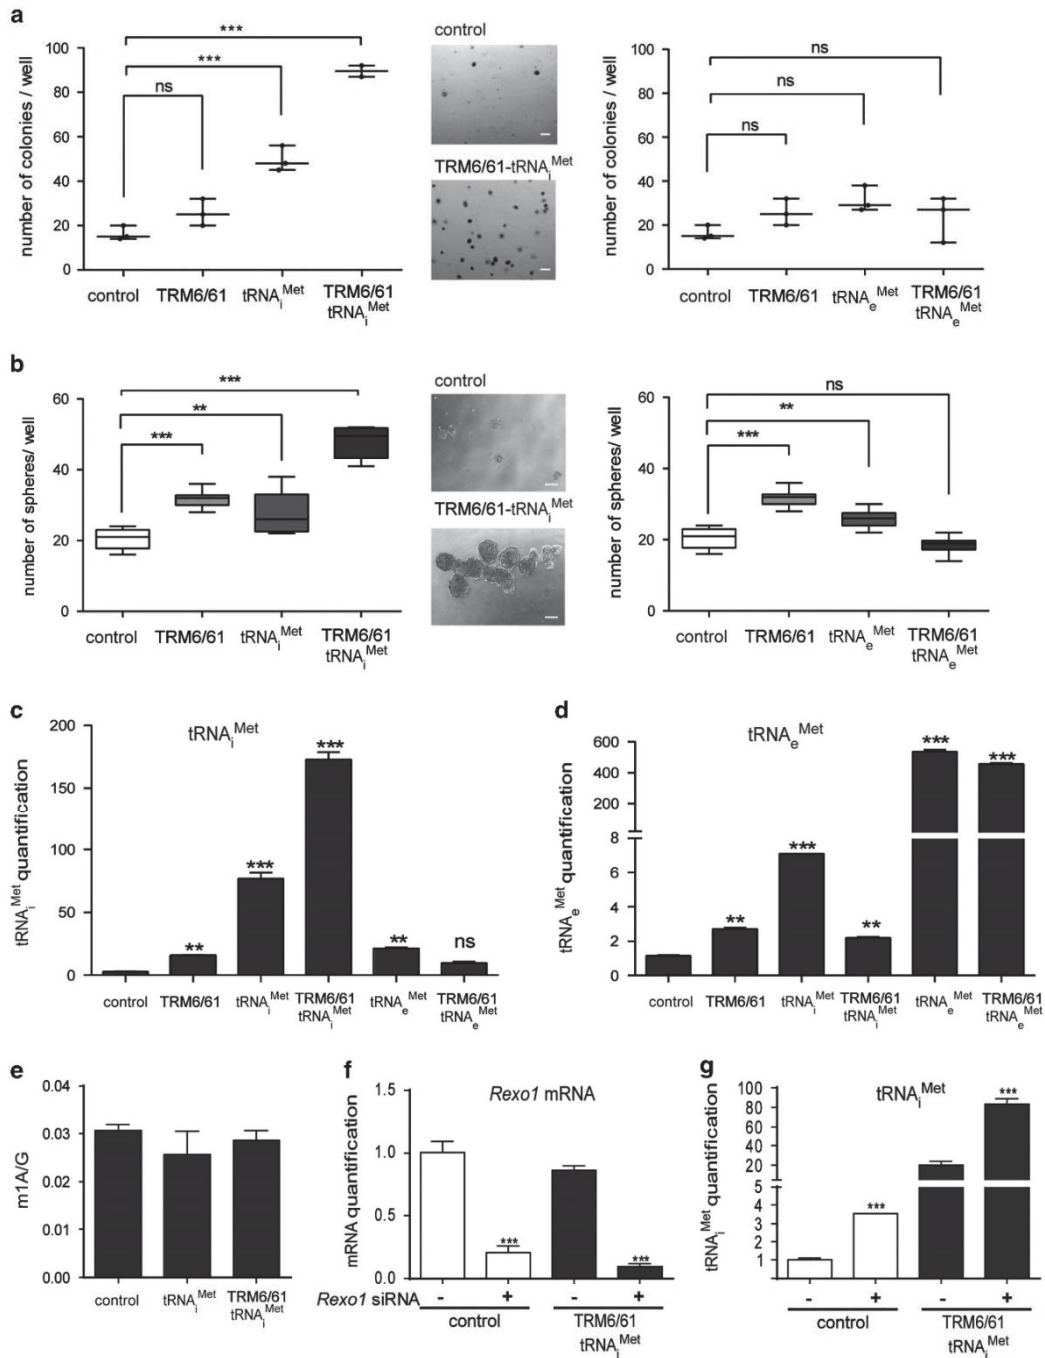 a
number of colonies / well
100
80
60
40
20
0
ns
***
***
control
TRM6/61
tRNAiMet
TRM6/61
tRNAiMet
control
TRM6/61-tRNAiMet
number of colonies / well
100
80
60
40
20
0
ns
ns
ns
control
TRM6/61
tRNAeMet
TRM6/61
tRNAeMet
b
number of spheres/ well
60
40
20
0
***
**
***
control
TRM6/61
tRNAiMet
TRM6/61
tRNAiMet
control
TRM6/61-tRNAiMet
number of spheres/ well
60
40
20
0
***
**
ns
control
TRM6/61
tRNAeMet
TRM6/61
tRNAeMet
c
tRNAiMet
tRNAiMet quantification
200
150
100
50
0
**
***
***
**
ns
control
TRM6/61
tRNAiMet
TRM6/61
tRNAiMet
tRNAeMet
TRM6/61
tRNAeMet
d
tRNAeMet
tRNAeMet quantification
600
400
200
8
6
4
2
0
**
***
**
***
***
control
TRM6/61
tRNAiMet
TRM6/61
tRNAiMet
tRNAeMet
TRM6/61
tRNAeMet
e
m1A/G
0.04
0.03
0.02
0.01
0.00
control
tRNAiMet
TRM6/61
tRNAiMet
f
Rexo1 mRNA
mRNA quantification
1.5
1.0
0.5
0.0
***
***
Rexo1 siRNA - + - +
control
TRM6/61
tRNAiMet
g
tRNAiMet
tRNAiMet quantification
100
80
60
40
20
5
4
3
2
1
***
***
- + - +
control
TRM6/61
tRNAiMet